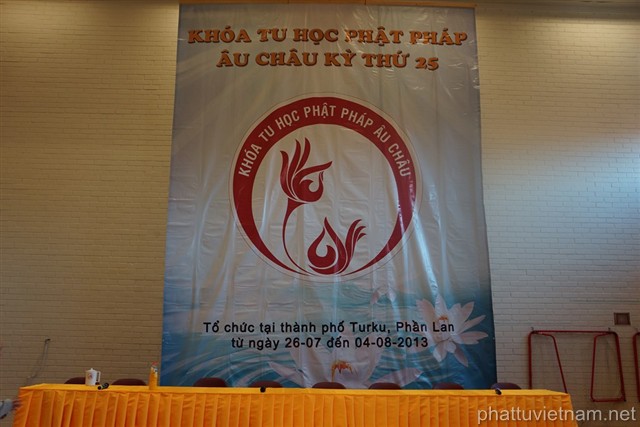 KHÓA TU HỌC PHẬT PHÁP
ÂU CHÂU KỲ THỨ 25
KHÓA TU HỌC PHẬT PHÁP ÂU CHÂU
Tổ chức tại thành phố Turku, Phần Lan
từ ngày 26-07 đến 04-08-2013
phattuvietnam.net